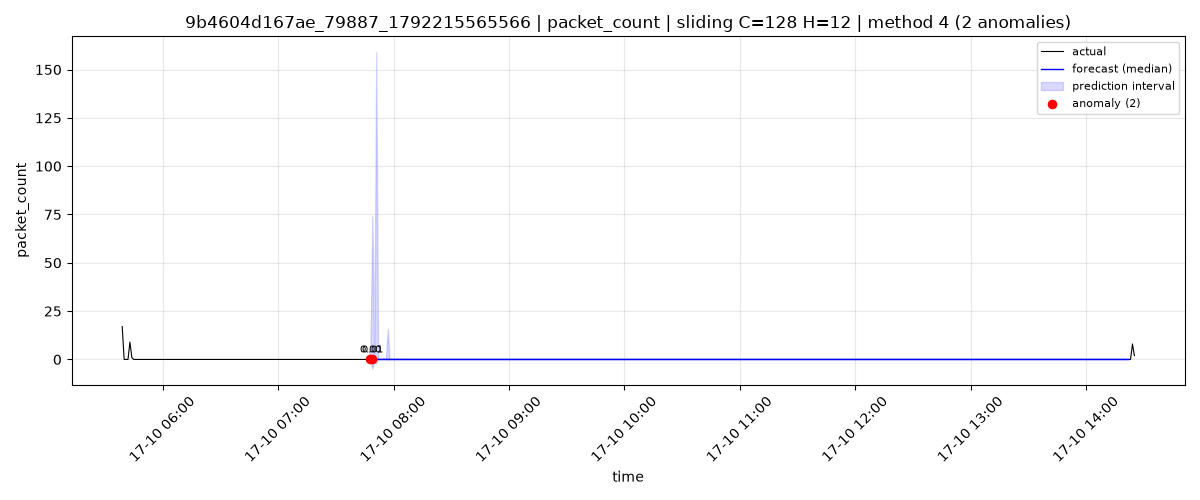 9b4604d167ae_79887_1792215565566 | packet_count | sliding C=128 H=12 | method 4 (2 anomalies)
actual
forecast (median)
prediction interval
anomaly (2)
150
125
100
75
50
25
0
packet_count
17-10 06:00
17-10 07:00
17-10 08:00
17-10 09:00
17-10 10:00
17-10 11:00
17-10 12:00
17-10 13:00
17-10 14:00
time